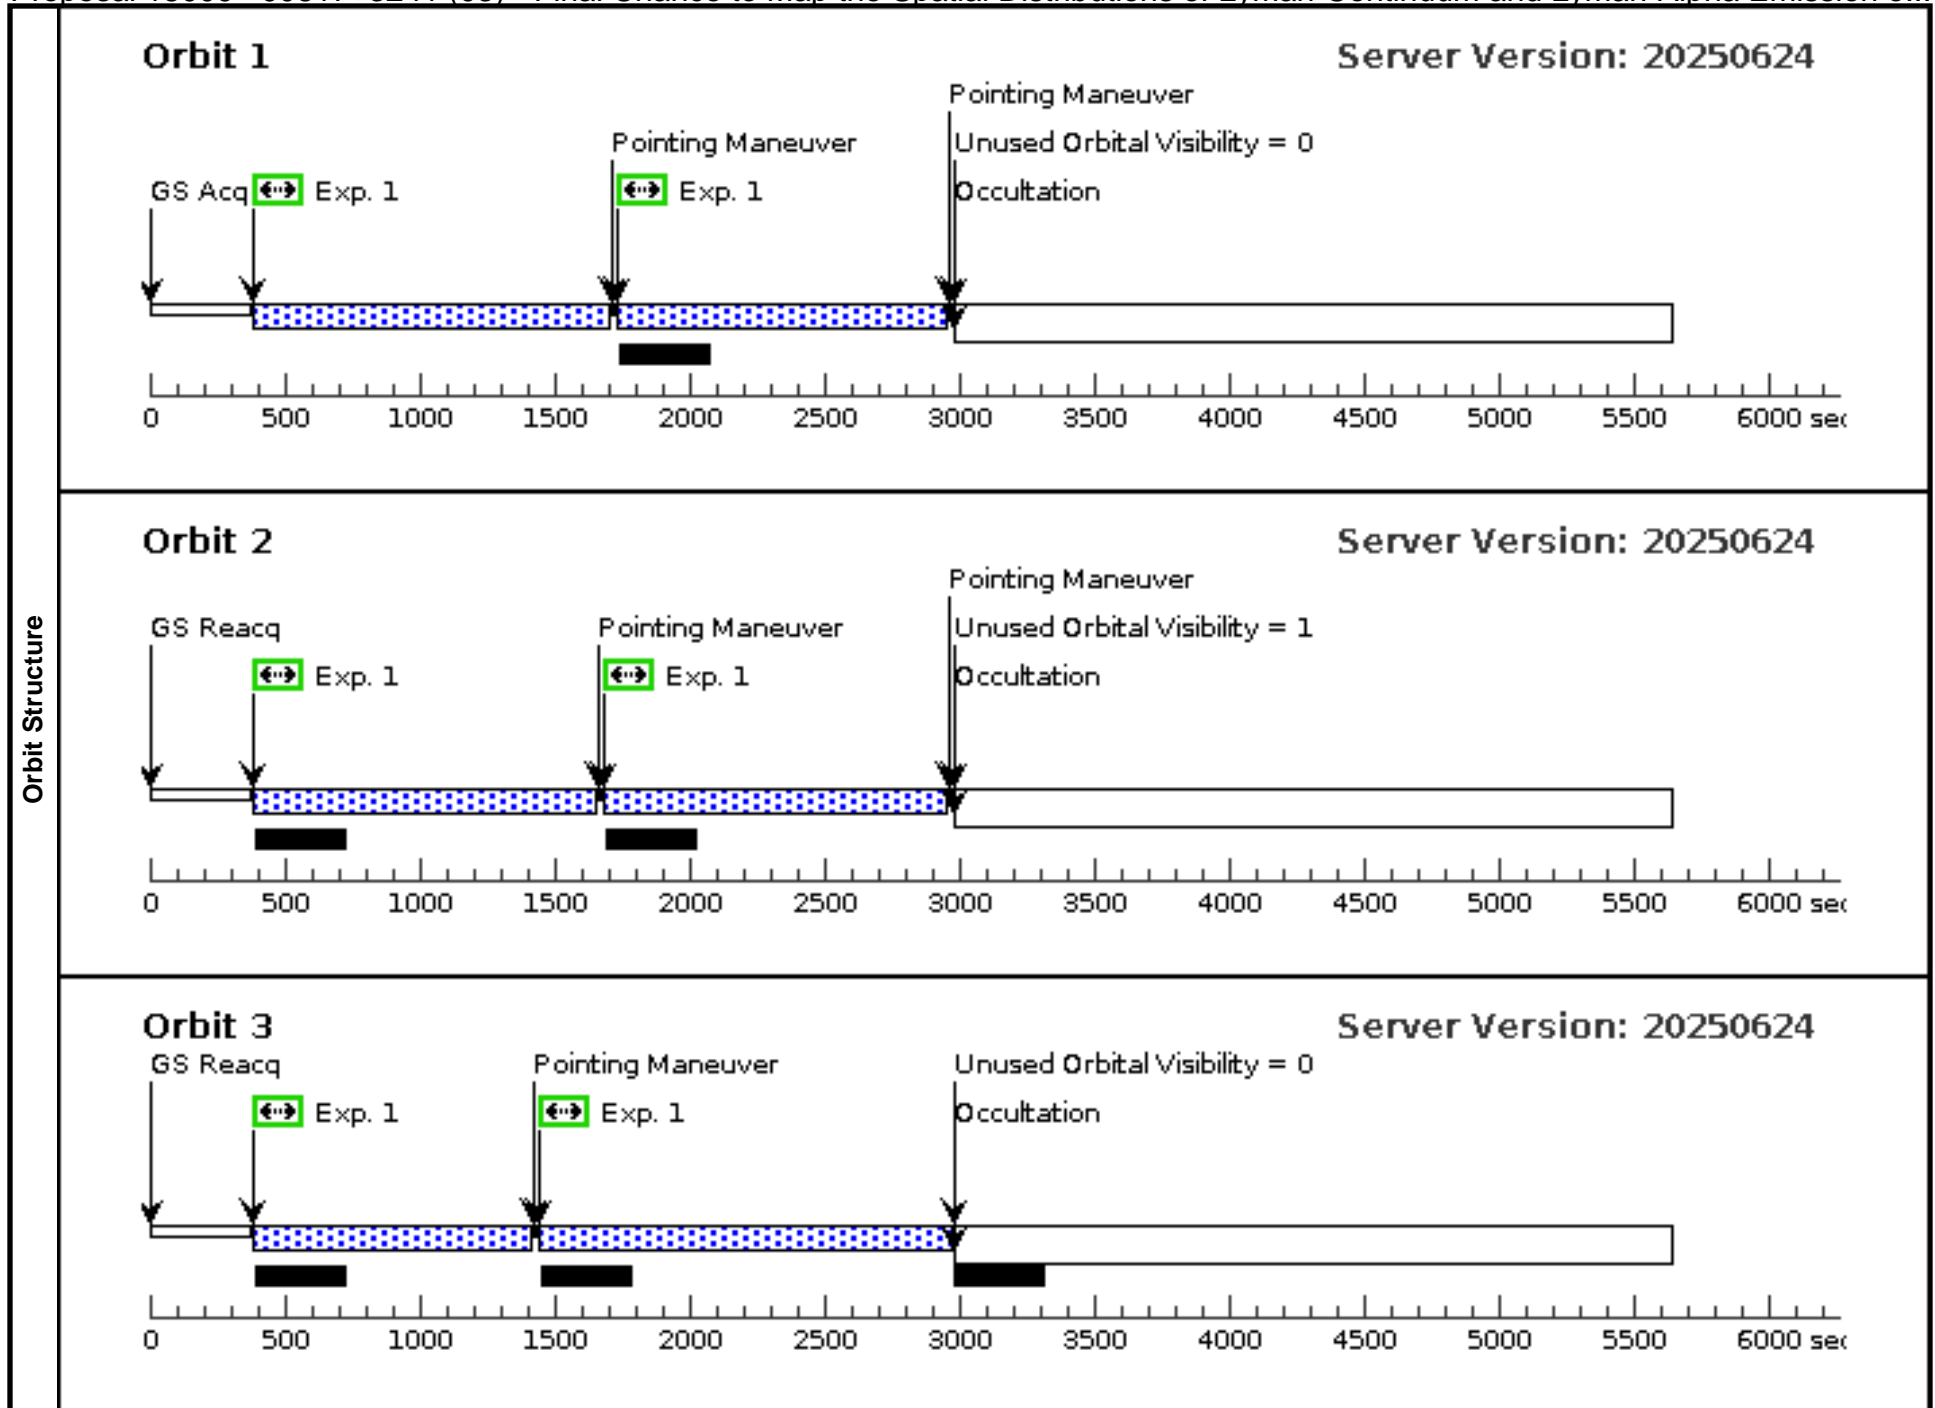 Orbit Structure
Orbit 1
Server Version: 20250624
Pointing Maneuver
Pointing Maneuver
Unused Orbital Visibility = 0
GS Acq
Exp. 1
Exp. 1
Occultation
0 500 1000 1500 2000 2500 3000 3500 4000 4500 5000 5500 6000
Orbit 2
Server Version: 20250624
Pointing Maneuver
GS Reacq
Pointing Maneuver
Unused Orbital Visibility = 1
Exp. 1
Exp. 1
Occultation
0 500 1000 1500 2000 2500 3000 3500 4000 4500 5000 5500 6000
Orbit 3
Server Version: 20250624
GS Reacq
Pointing Maneuver
Unused Orbital Visibility = 0
Exp. 1
Exp. 1
Occultation
0 500 1000 1500 2000 2500 3000 3500 4000 4500 5000 5500 6000